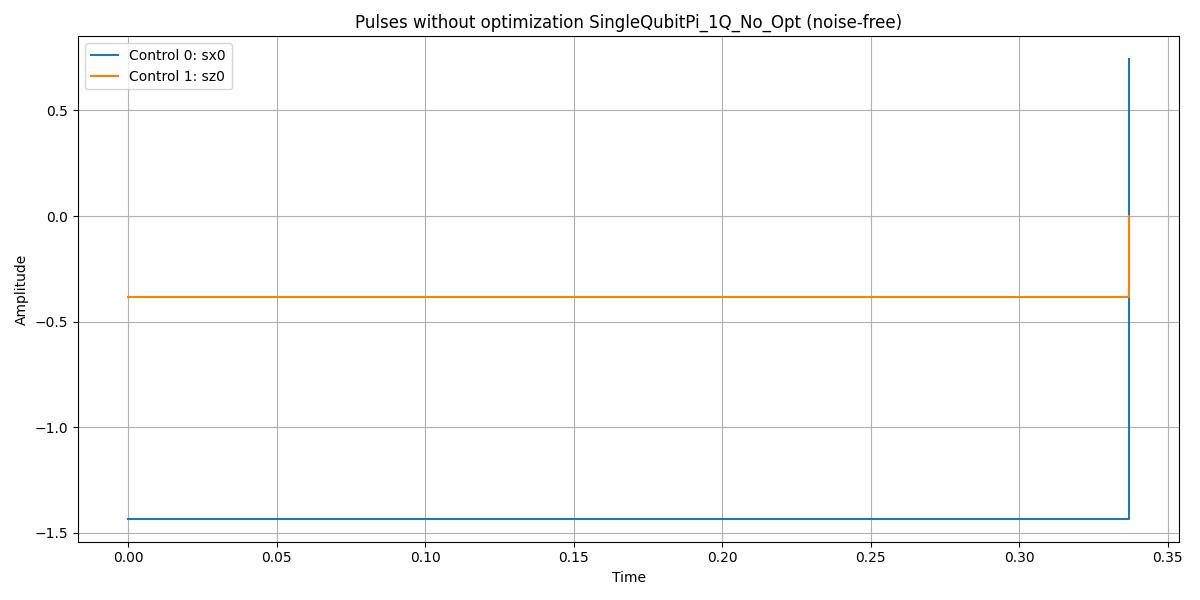 Pulses without optimization SingleQubitPi_1Q_No_Opt (noise-free)
Control 0: sx0
Control 1: sz0
Amplitude
0.5
0.0
−0.5
−1.0
−1.5
0.00 0.05 0.10 0.15 0.20 0.25 0.30 0.35
Time